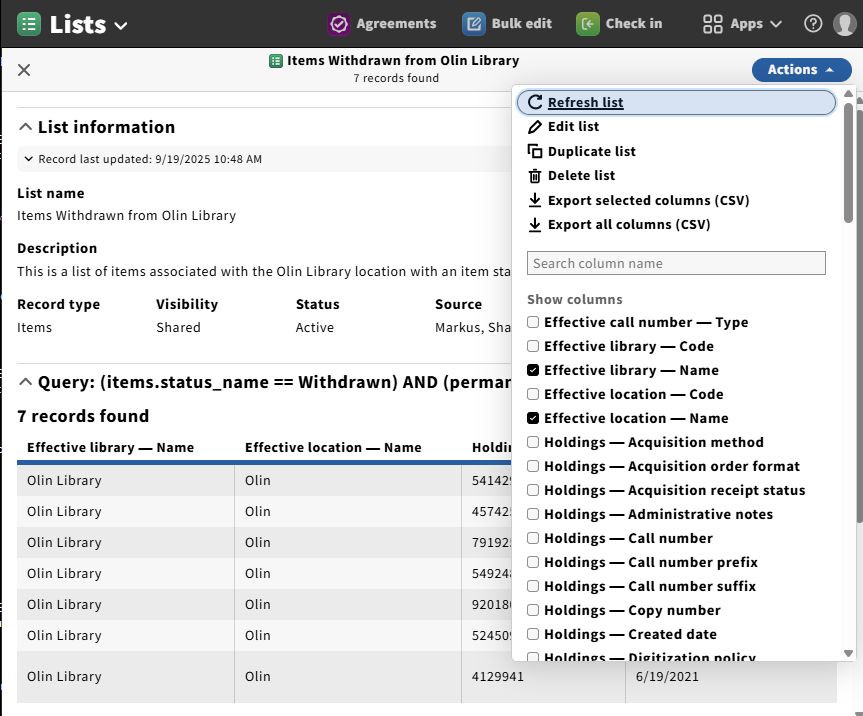 Lists
Agreements
Bulk edit
Check in
Apps
Items Withdrawn from Olin Library
7 records found
Actions
Refresh list
Edit list
Duplicate list
Delete list
Export selected columns (CSV)
Export all columns (CSV)
Search column name
Show columns
Effective call number — Type
Effective library — Code
Effective library — Name
Effective location — Code
Effective location — Name
Holdings — Acquisition method
Holdings — Acquisition order format
Holdings — Acquisition receipt status
Holdings — Administrative notes
Holdings — Call number
Holdings — Call number prefix
Holdings — Call number suffix
Holdings — Copy number
Holdings — Created date
Holdings — Digitization policy
List information
Record last updated: 9/19/2025 10:48 AM
List name
Items Withdrawn from Olin Library
Description
This is a list of items associated with the Olin Library location with an item sta
Record type Visibility Status Source
Items Shared Active Markus, Sha
Query: (items.status_name == Withdrawn) AND (permar
7 records found
Effective library — Name Effective location — Name Holdin
Olin Library Olin 54142
Olin Library Olin 45742
Olin Library Olin 79192
Olin Library Olin 54924
Olin Library Olin 92018
Olin Library Olin 52450
Olin Library Olin 4129941 6/19/2021